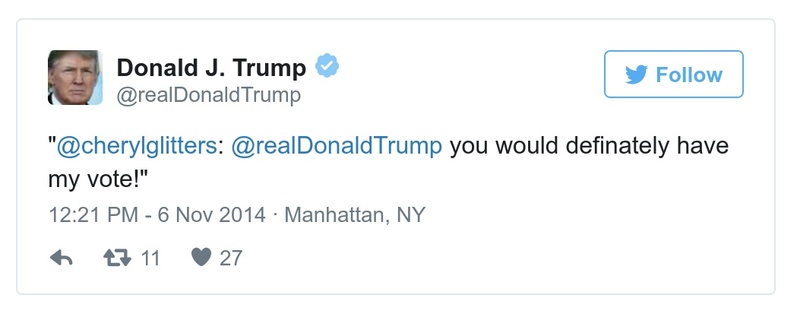 Donald J. Trump
@realDonaldTrump
Follow
"@cherylglitters: @realDonaldTrump you would definately have
my vote!"
12:21 PM - 6 Nov 2014 · Manhattan, NY
11 27